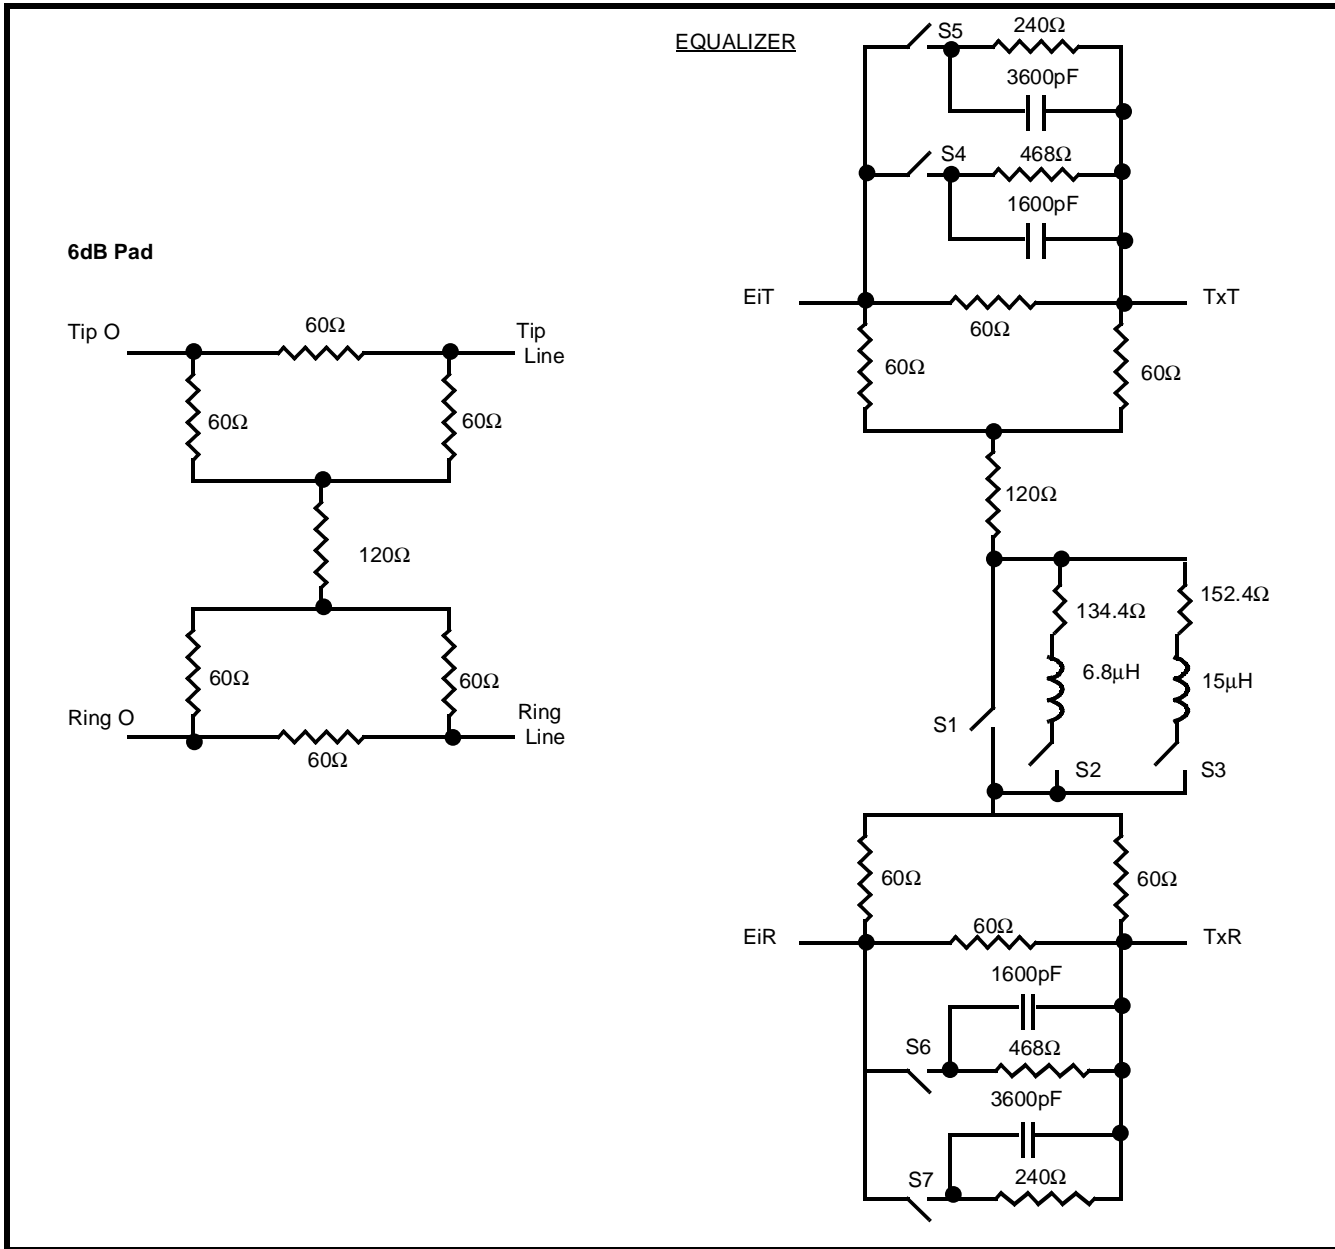 EQUALIZER
S5
240Ω
3600pF
S4
468Ω
1600pF
EiT
TxT
60Ω
60Ω
60Ω
120Ω
134.4Ω
152.4Ω
6.8μH
15μH
S1
S2
S3
60Ω
60Ω
60Ω
EiR
TxR
1600pF
S6
468Ω
3600pF
S7
240Ω
6dB Pad
Tip O
60Ω
Tip
Line
60Ω
60Ω
120Ω
60Ω
60Ω
Ring O
Ring
Line
60Ω